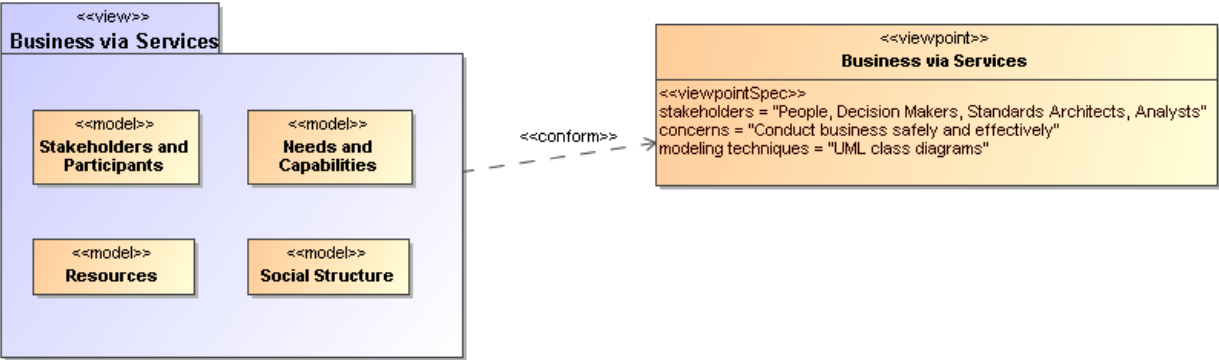 <<view>>
Business via Services
<<model>>
Stakeholders and
Participants
<<model>>
Needs and
Capabilities
<<model>>
Resources
<<model>>
Social Structure
<<conform>>
<<viewpoint>>
Business via Services
<<viewpointSpec>>
stakeholders = "People, Decision Makers, Standards Architects, Analysts"
concerns = "Conduct business safely and effectively"
modeling techniques = "UML class diagrams"